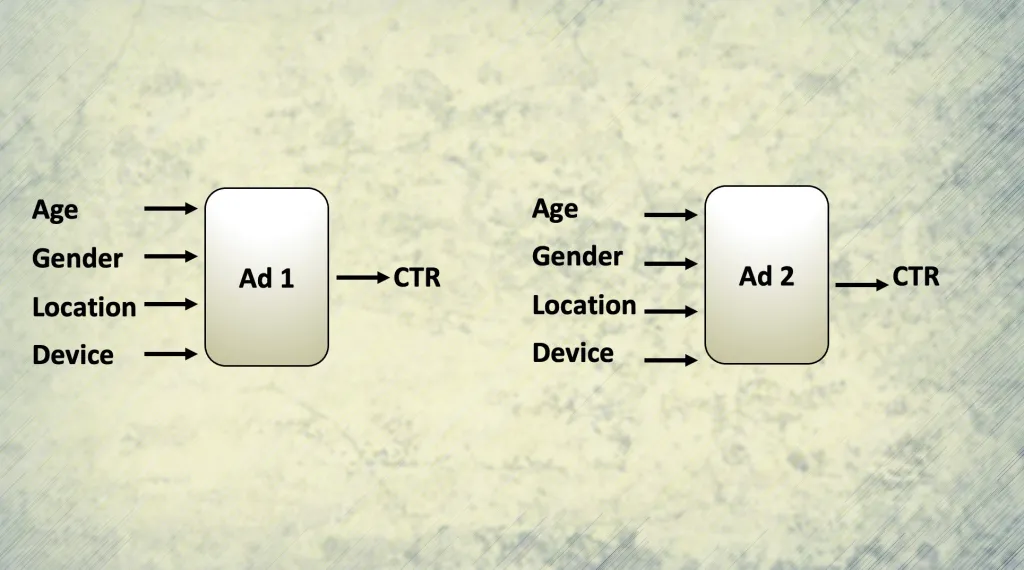 Age
Gender
Location
Device
Ad 1
CTR
Age
Gender
Location
Device
Ad 2
CTR